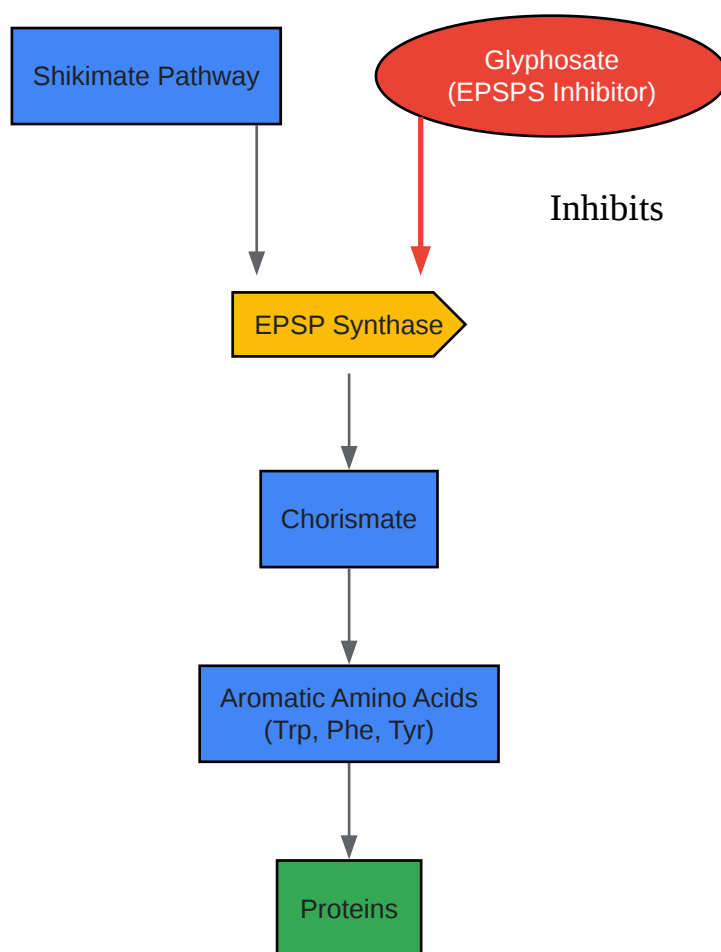 Shikimate Pathway
Glyphosate
(EPSPS Inhibitor)
Inhibits
EPSP Synthase
Chorismate
Aromatic Amino Acids
(Trp, Phe, Tyr)
Proteins